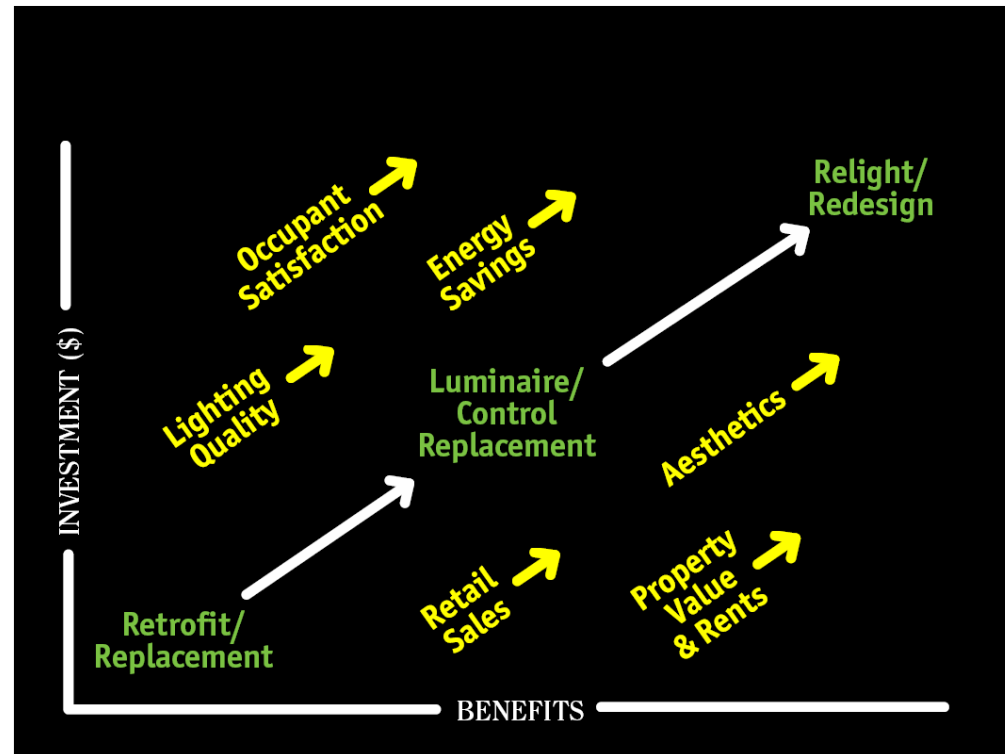 Occupant
Satisfaction
Energy
Savings
Relight/
Redesign
Lighting
Quality
Luminaire/
Control
Replacement
Aesthetics
INVESTMENT ($)
Retrofit/
Replacement
Retail
Sales
Property
Value
& Rents
BENEFITS